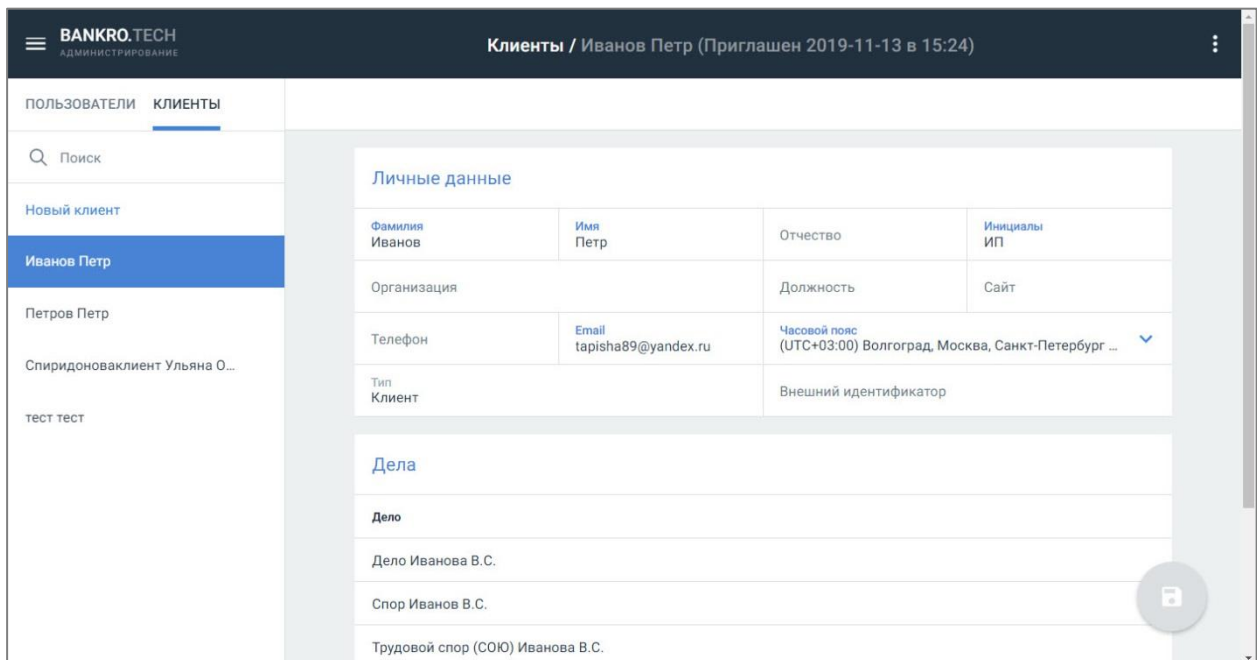 BANKRO.TECH
АДМИНИСТРИРОВАНИЕ
Клиенты / Иванов Петр (Приглашен 2019-11-13 в 15:24)
ПОЛЬЗОВАТЕЛИ КЛИЕНТЫ
Поиск
Новый клиент
Иванов Петр
Петров Петр
Спиридоноваклиент Ульяна О...
тест тест
Личные данные
Фамилия
Иванов
Имя
Петр
Отчество
Инициалы
ИП
Организация
Должность
Сайт
Телефон
Email
tapisha89@yandex.ru
Часовой пояс
(UTC+03:00) Волгоград, Москва, Санкт-Петербург ...
Тип
Клиент
Внешний идентификатор
Дела
Дело
Дело Иванова В.С.
Спор Иванов В.С.
Трудовой спор (СОЮ) Иванова В.С.